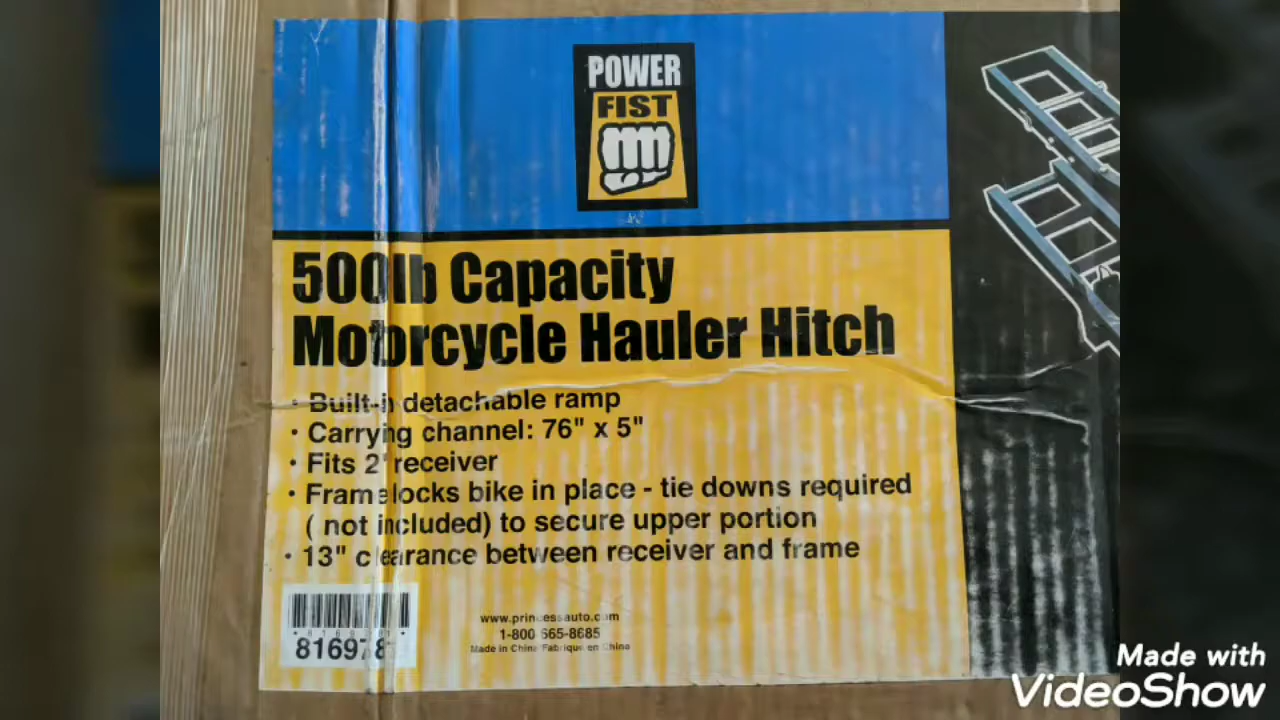 POWER
FIST
500lb Capacity
Motorcycle Hauler Hitch
• Built-in detachable ramp
• Carrying channel: 76" x 5"
• Fits 2" receiver
• Frame locks bike in place - tie downs required
( not included) to secure upper portion
• 13" clearance between receiver and frame
www.princessauto.com
1-800 665-8685
Made in China Fabriqué en Chine
Made with
VideoShow